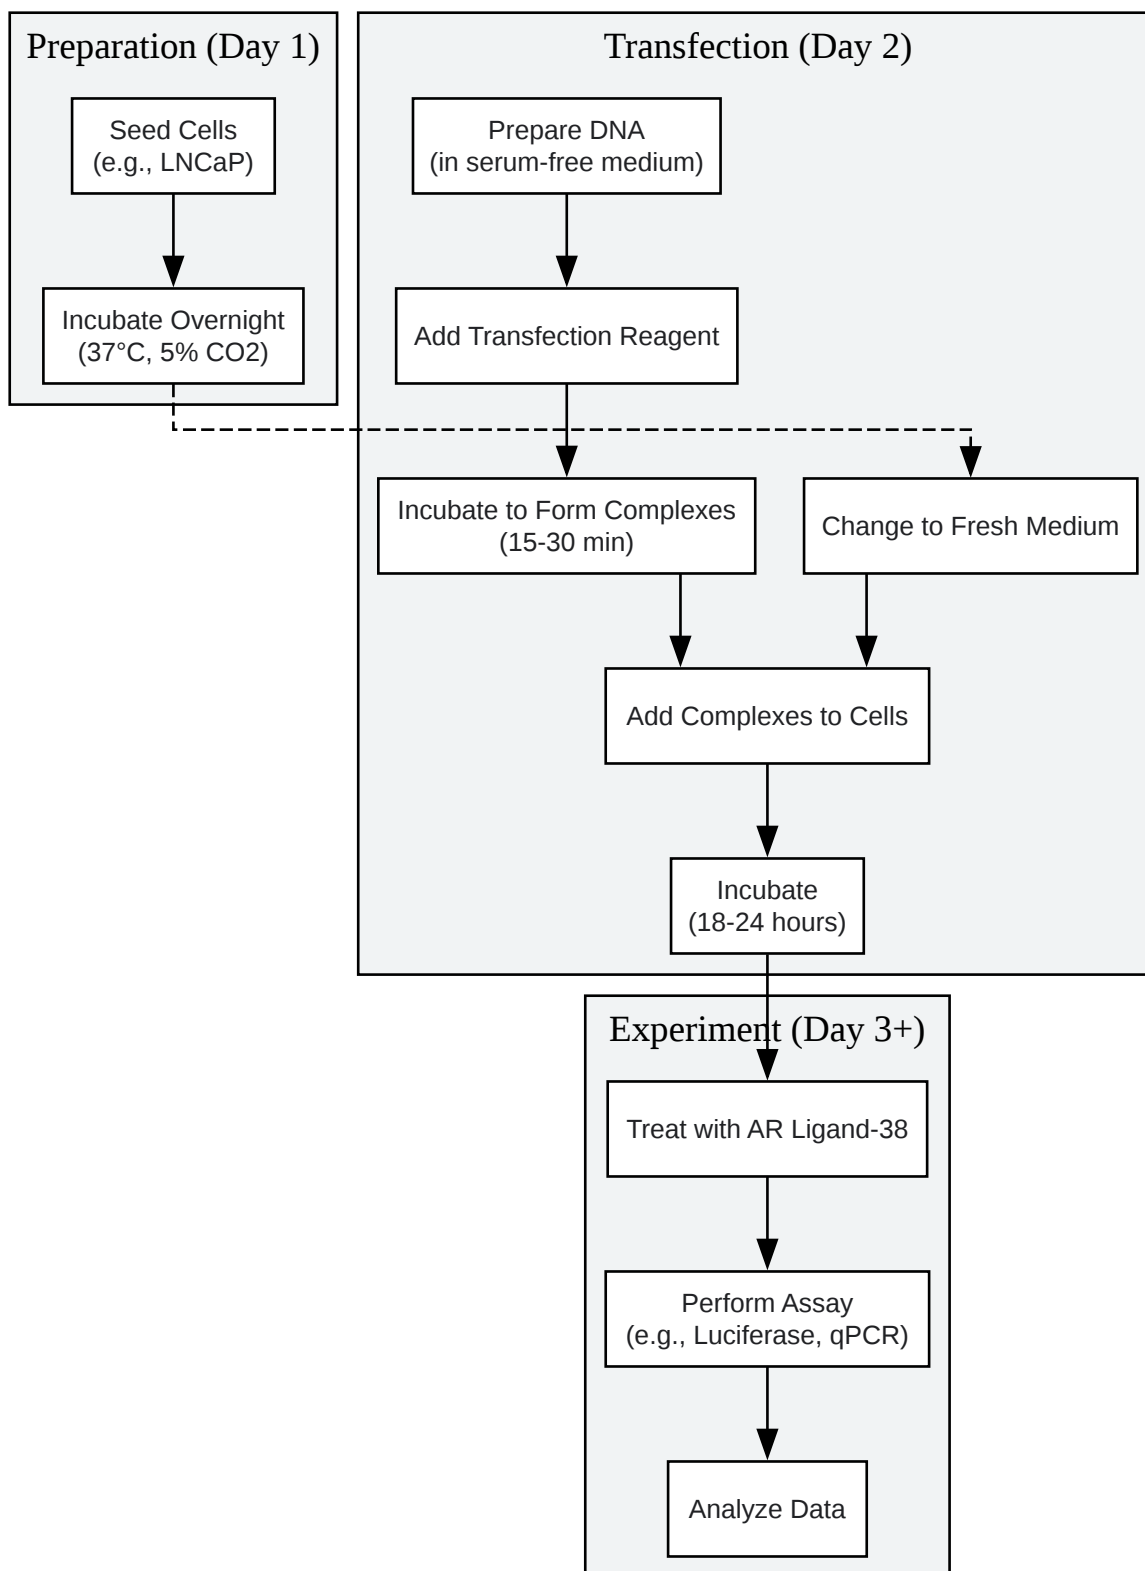 Preparation (Day 1)
Seed Cells
(e.g., LNCaP)
Incubate Overnight
(37°C, 5% CO2)
Transfection (Day 2)
Prepare DNA
(in serum-free medium)
Add Transfection Reagent
Incubate to Form Complexes
(15-30 min)
Change to Fresh Medium
Add Complexes to Cells
Incubate
(18-24 hours)
Experiment (Day 3+)
Treat with AR Ligand-38
Perform Assay
(e.g., Luciferase, qPCR)
Analyze Data